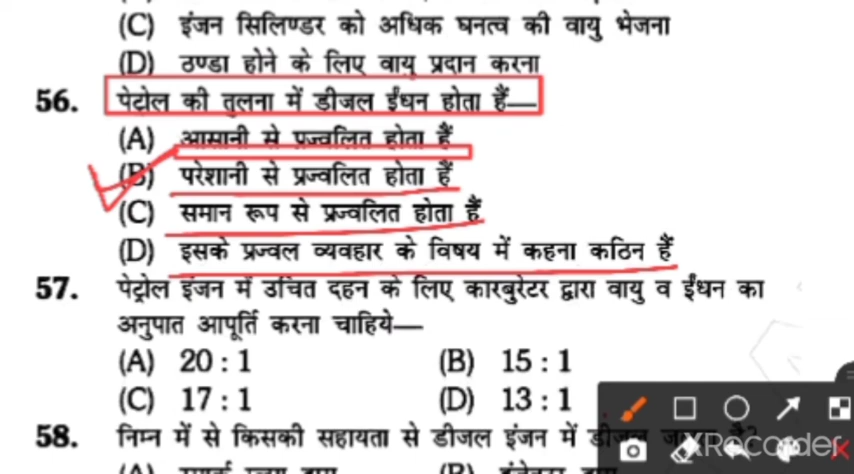 (C) इंजन सिलिण्डर को अधिक घनत्व की वायु भेजना
(D) ठण्डा होने के लिए वायु प्रदान करना
56. पेटोल की तुलना में डीजल ईंधन होता हैं—
(A) आसानी से प्रज्वलित होता हैं
(B) परेशानी से प्रज्वलित होता हैं
(C) समान रूप से प्रज्वलित होता हैं
(D) इसके प्रज्वल व्यवहार के विषय में कहना कठिन हैं
57. पेट्रोल इंजन में उचित दहन के लिए कारबुरेटर द्वारा वायु व ईंधन का
अनुपात आपूर्ति करना चाहिये—
(A) 20 : 1 (B) 15 : 1
(C) 17 : 1 (D) 13 : 1
58. निम्न में से किसकी सहायता से डीजल इंजन में डीजल
XRecorder